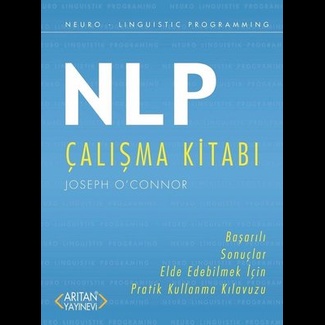 NEURO - LINGUISTIC PROGRAMMING
NLP
ÇALIŞMA KİTABI
JOSEPH O'CONNOR
Başarılı
Sonuçlar
Elde Edebilmek İçin
Pratik Kullanma Kılavuzu
ARITAN
YAYINEVİ